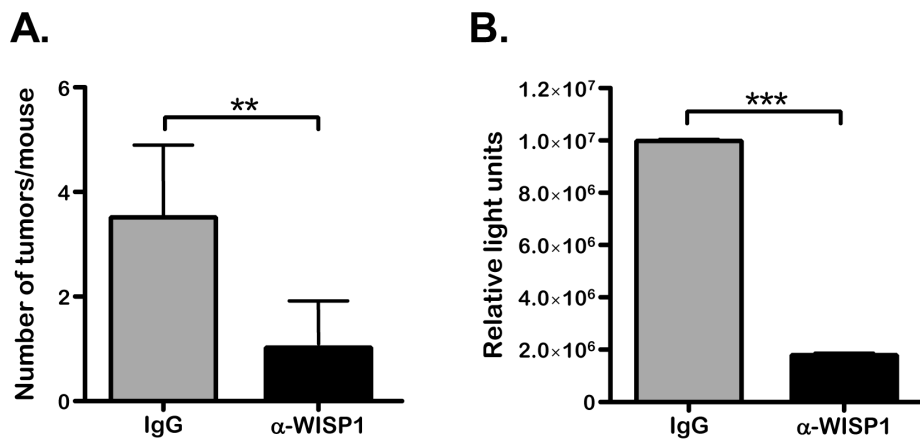 A.
Number of tumors/mouse
6
4
2
0
**
IgG
α-WISP1
B.
Relative light units
1.2×10⁷
1.0×10⁷
8.0×10⁶
6.0×10⁶
4.0×10⁶
2.0×10⁶
0
***
IgG
α-WISP1